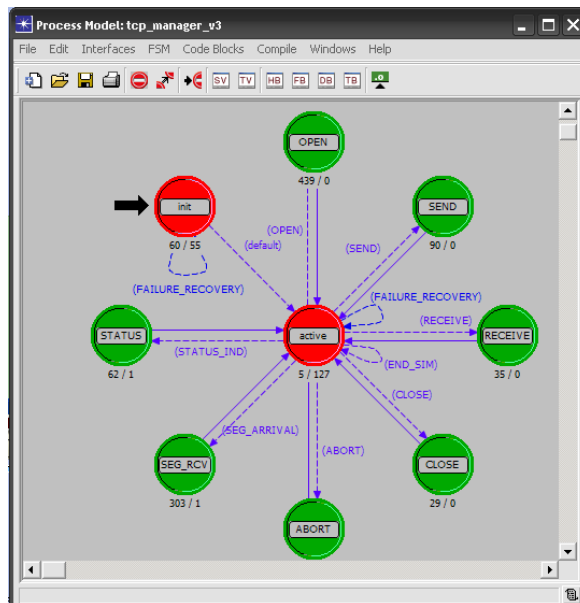 Process Model: tcp_manager_v3
File Edit Interfaces FSM Code Blocks Compile Windows Help
SV TV HB FB DB TB
OPEN
439 / 0
init
60 / 55
(FAILURE_RECOVERY)
(OPEN)
(default)
SEND
90 / 0
(SEND)
(FAILURE_RECOVERY)
(RECEIVE)
STATUS
62 / 1
(STATUS_IND)
active
5 / 127
RECEIVE
35 / 0
(END_SIM)
(CLOSE)
(SEG_ARRIVAL)
(ABORT)
SEG_RCV
303 / 1
CLOSE
29 / 0
ABORT